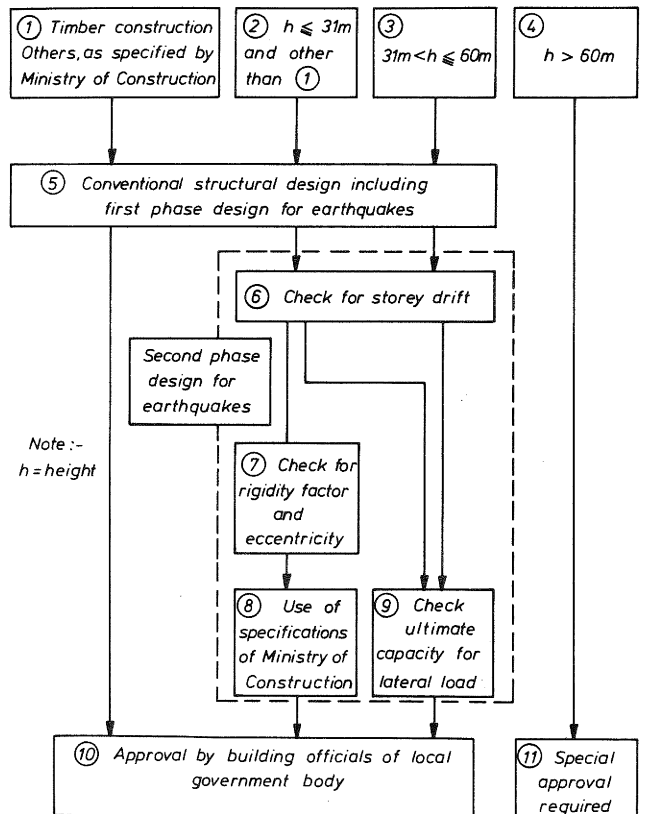 ① Timber construction
Others, as specified by
Ministry of Construction
② h ≤ 31m
and other
than ①
③
31m < h ≤ 60m
④
h > 60m
⑤ Conventional structural design including
first phase design for earthquakes
⑥ Check for storey drift
Second phase
design for
earthquakes
Note :-
h = height
⑦ Check for
rigidity factor
and
eccentricity
⑧ Use of
specifications
of Ministry of
Construction
⑨ Check
ultimate
capacity for
lateral load
⑩ Approval by building officials of local
government body
⑪ Special
approval
required